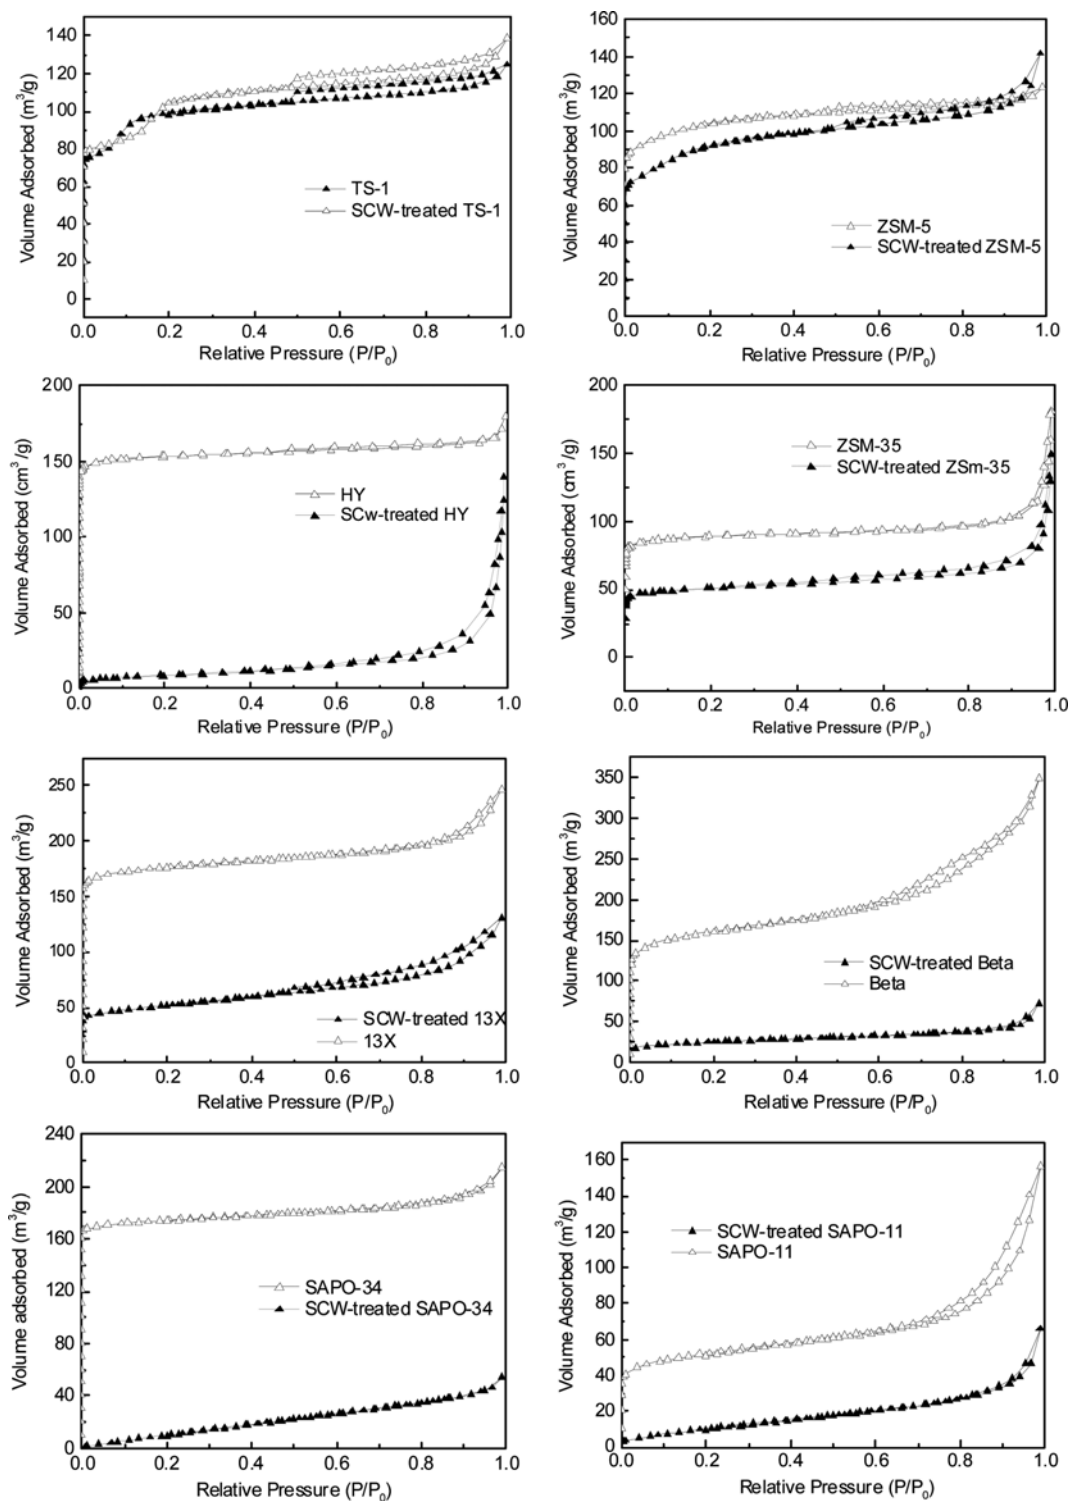 140
120
100
80
60
40
20
0
Volume Adsorbed (m³/g)
TS-1
SCW-treated TS-1
0.0 0.2 0.4 0.6 0.8 1.0
Relative Pressure (P/P₀)
160
140
120
100
80
60
40
20
0
Volume Adsorbed (m³/g)
ZSM-5
SCW-treated ZSM-5
0.0 0.2 0.4 0.6 0.8 1.0
Relative Pressure (P/P₀)
200
150
100
50
0
Volume Adsorbed (cm³/g)
HY
SCw-treated HY
0.0 0.2 0.4 0.6 0.8 1.0
Relative Pressure (P/P₀)
200
150
100
50
0
Volume Adsorbed (cm³/g)
ZSM-35
SCW-treated ZSm-35
0.0 0.2 0.4 0.6 0.8 1.0
Relative Pressure (P/P₀)
250
200
150
100
50
0
Volume Adsorbed (m³/g)
SCW-treated 13X
13X
0.0 0.2 0.4 0.6 0.8 1.0
Relative Pressure (P/P₀)
350
300
250
200
150
100
50
0
Volume Adsorbed (m³/g)
SCW-treated Beta
Beta
0.0 0.2 0.4 0.6 0.8 1.0
Relative Pressure (P/P₀)
240
200
160
120
80
40
0
Volume adsorbed (m³/g)
SAPO-34
SCW-treated SAPO-34
0.0 0.2 0.4 0.6 0.8 1.0
Relative Pressure (P/P₀)
160
140
120
100
80
60
40
20
0
Volume Adsorbed (m³/g)
SCW-treated SAPO-11
SAPO-11
0.0 0.2 0.4 0.6 0.8 1.0
Relative Pressure (P/P₀)